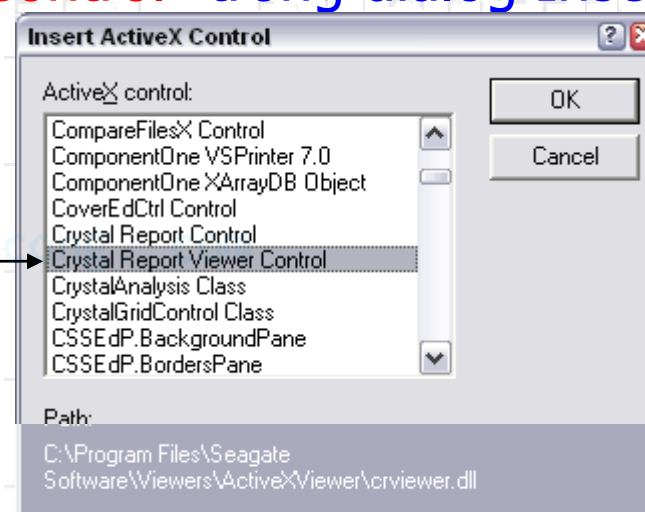 trong dialog
Insert ActiveX Control
ActiveX control:
OK
CompareFilesX Control
ComponentOne VSPrinter 7.0
Cancel
ComponentOne XArrayDB Object
CoverEdCtrl Control
Crystal Report Control
Crystal Report Viewer Control
CrystalAnalysis Class
CrystalGridControl Class
CSSEdP.BackgroundPane
CSSEdP.BordersPane
Path:
C:\Program Files\Seagate
Software\Viewers\ActiveXViewer\crviewer.dll